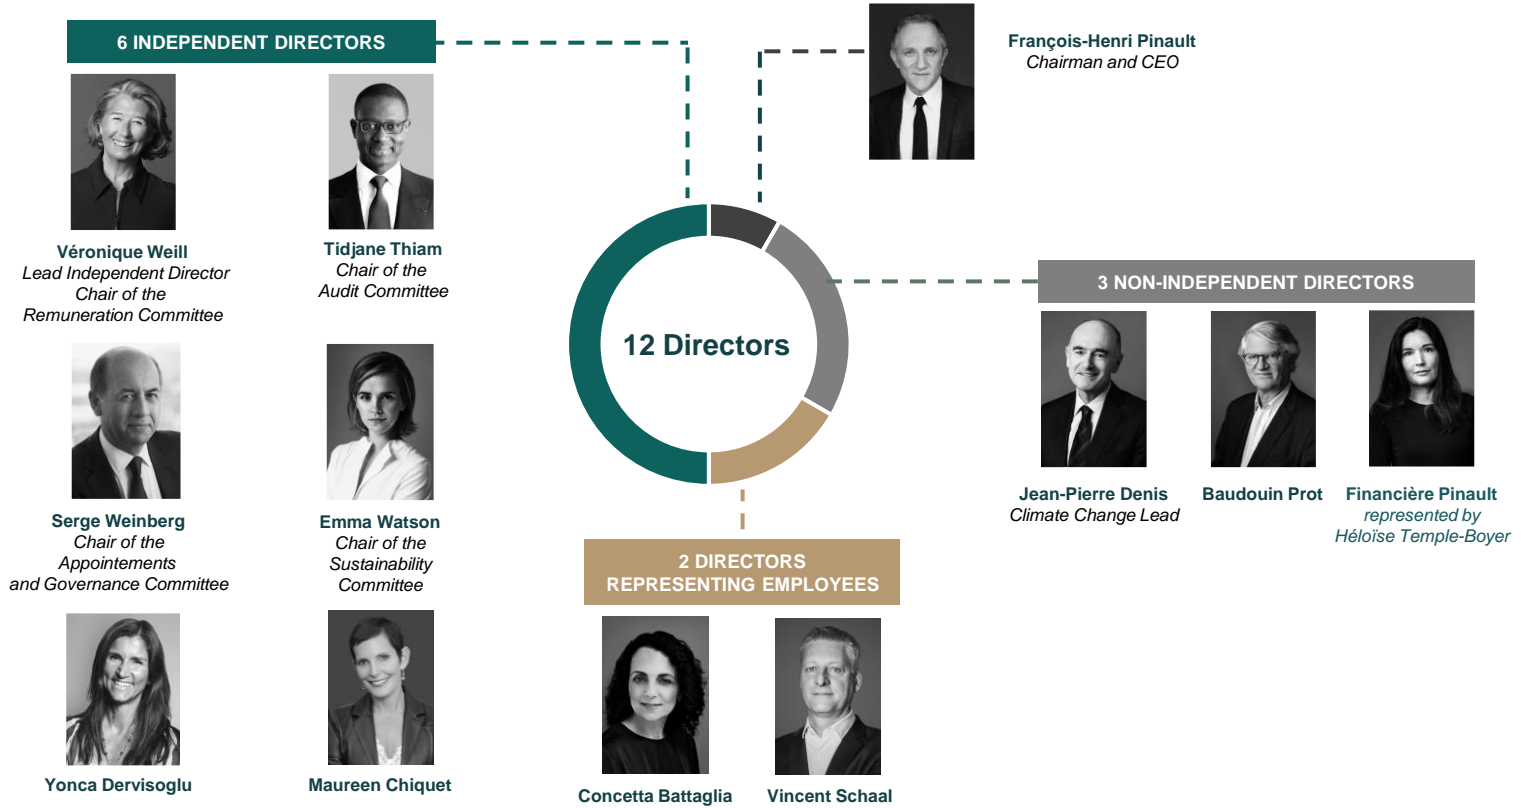 6 INDEPENDENT DIRECTORS
Véronique Weill
Lead Independent Director
Chair of the
Remuneration Committee
Tidjane Thiam
Chair of the
Audit Committee
Serge Weinberg
Chair of the
Appointements
and Governance Committee
Emma Watson
Chair of the
Sustainability
Committee
Yonca Dervisoglu
Maureen Chiquet
12 Directors
François-Henri Pinault
Chairman and CEO
3 NON-INDEPENDENT DIRECTORS
Jean-Pierre Denis
Climate Change Lead
Baudouin Prot
Financière Pinault
represented by
Héloïse Temple-Boyer
2 DIRECTORS
REPRESENTING EMPLOYEES
Concetta Battaglia
Vincent Schaal